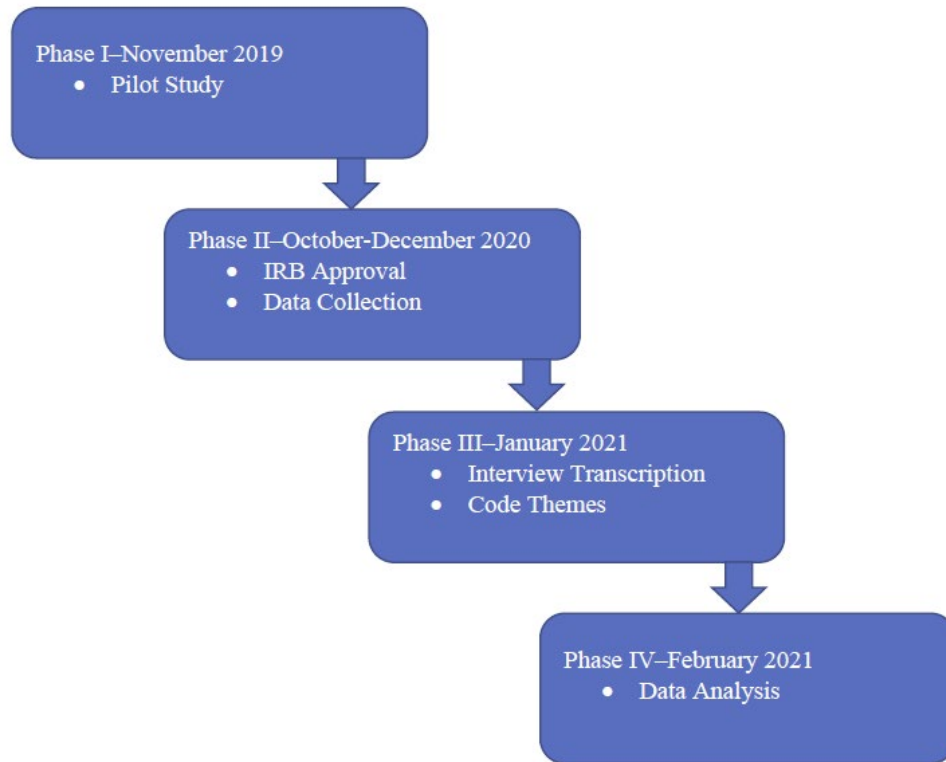 Phase I–November 2019
• Pilot Study
Phase II–October-December 2020
• IRB Approval
• Data Collection
Phase III–January 2021
• Interview Transcription
• Code Themes
Phase IV–February 2021
• Data Analysis